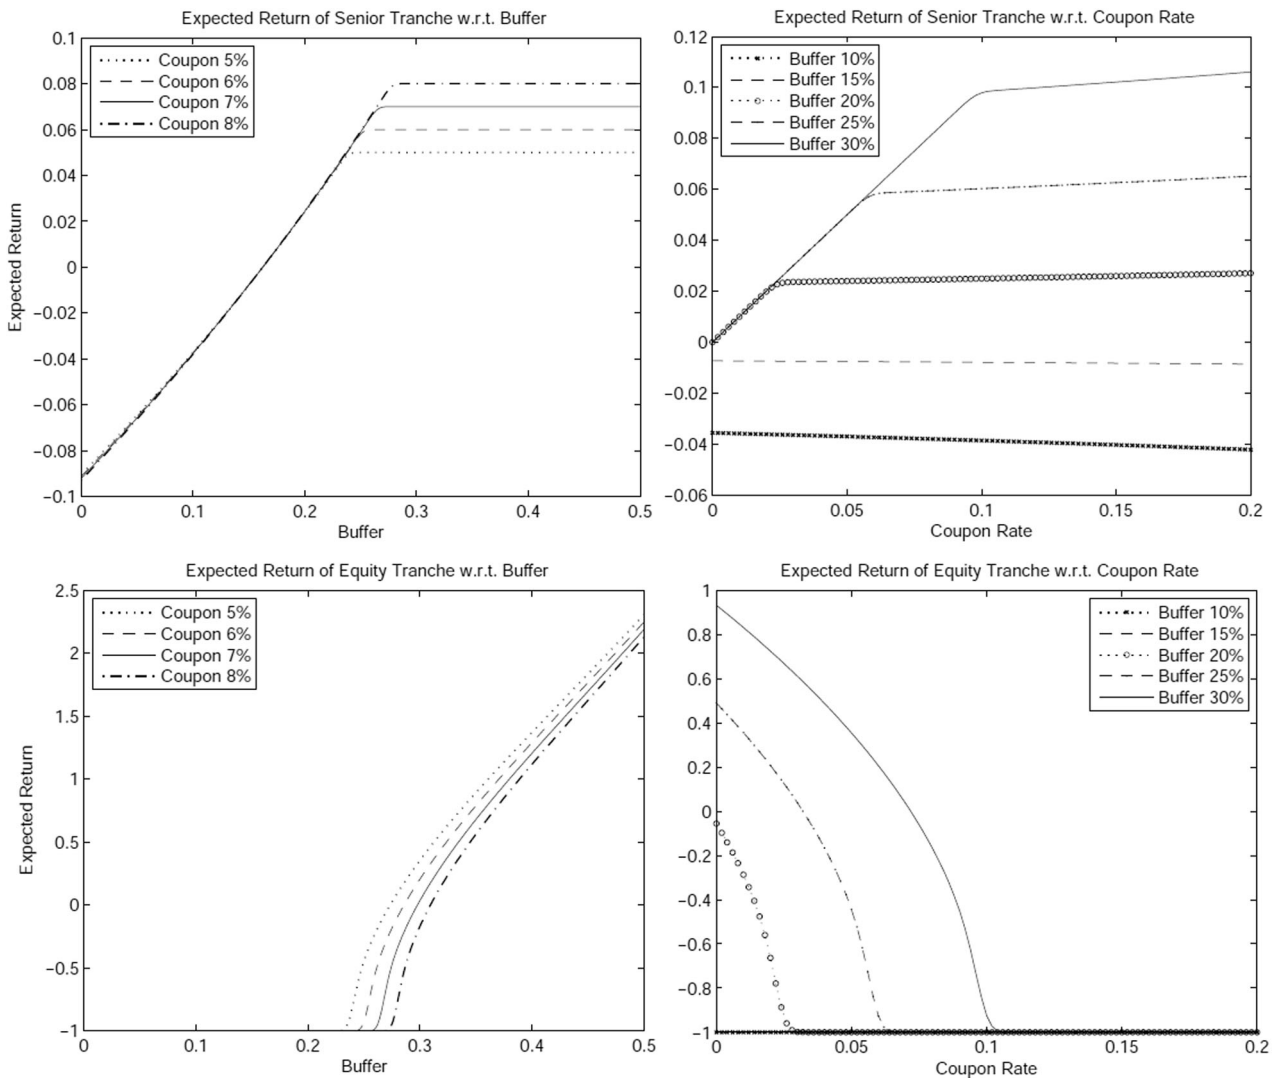 Expected Return of Senior Tranche w.r.t. Buffer
0.1
0.08
0.06
0.04
0.02
0
−0.02
−0.04
−0.06
−0.08
−0.1
Expected Return
Coupon 5%
Coupon 6%
Coupon 7%
Coupon 8%
0 0.1 0.2 0.3 0.4 0.5
Buffer
Expected Return of Senior Tranche w.r.t. Coupon Rate
0.12
0.1
0.08
0.06
0.04
0.02
0
−0.02
−0.04
−0.06
Buffer 10%
Buffer 15%
Buffer 20%
Buffer 25%
Buffer 30%
0 0.05 0.1 0.15 0.2
Coupon Rate
Expected Return of Equity Tranche w.r.t. Buffer
2.5
2
1.5
1
0.5
0
−0.5
−1
Expected Return
Coupon 5%
Coupon 6%
Coupon 7%
Coupon 8%
0 0.1 0.2 0.3 0.4 0.5
Buffer
Expected Return of Equity Tranche w.r.t. Coupon Rate
1
0.8
0.6
0.4
0.2
0
−0.2
−0.4
−0.6
−0.8
−1
Buffer 10%
Buffer 15%
Buffer 20%
Buffer 25%
Buffer 30%
0 0.05 0.1 0.15 0.2
Coupon Rate